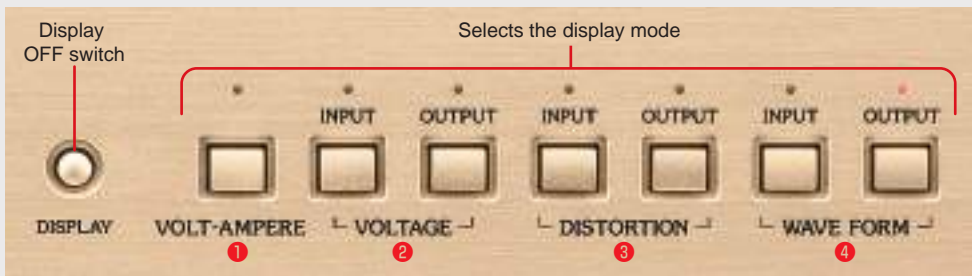 Display
OFF switch
Selects the display mode
INPUT OUTPUT INPUT OUTPUT INPUT OUTPUT
DISPLAY VOLT-AMPERE VOLTAGE DISTORTION WAVE FORM
1 2 3 4